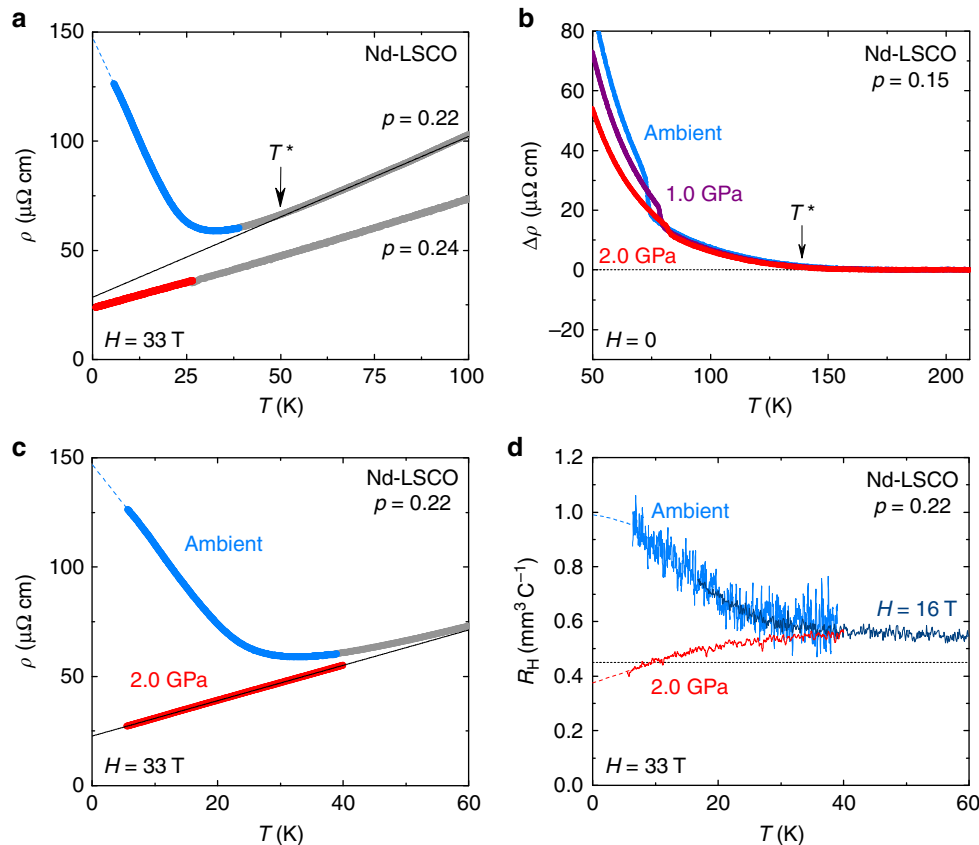 a
150
100
50
0
ρ (μΩ cm)
Nd-LSCO
p = 0.22
T*
p = 0.24
H = 33 T
0
25
50
75
100
T (K)
b
80
60
40
20
0
−20
Δρ (μΩ cm)
Nd-LSCO
p = 0.15
Ambient
1.0 GPa
T*
2.0 GPa
H = 0
50
100
150
200
T (K)
c
150
100
50
0
ρ (μΩ cm)
Nd-LSCO
p = 0.22
Ambient
2.0 GPa
H = 33 T
0
20
40
60
T (K)
d
1.2
1.0
0.8
0.6
0.4
0.2
0.0
R_H (mm³ C⁻¹)
Nd-LSCO
p = 0.22
Ambient
H = 16 T
2.0 GPa
H = 33 T
0
20
40
60
T (K)